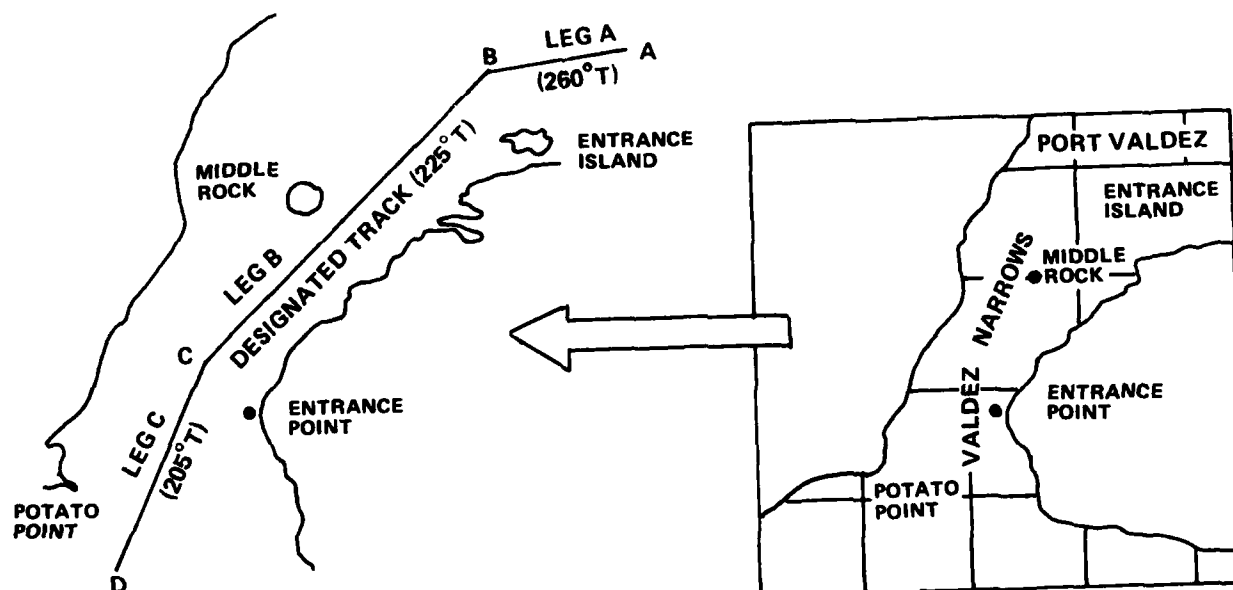 LEG A
B
A
(260°T)
MIDDLE
ROCK
ENTRANCE
ISLAND
LEG B
DESIGNATED TRACK (225°T)
C
ENTRANCE
POINT
LEG C
(205°T)
POTATO
POINT
D
PORT VALDEZ
ENTRANCE
ISLAND
MIDDLE
ROCK
VALDEZ NARROWS
ENTRANCE
POINT
POTATO
POINT